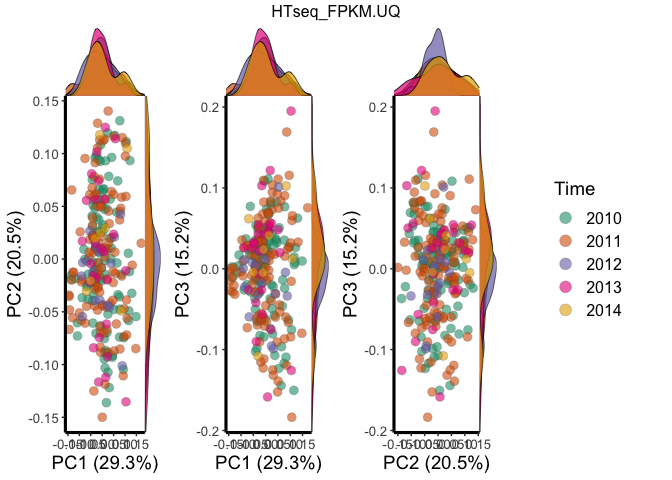 HTseq_FPKM.UQ
0.15
0.10
0.05
0.00
-0.05
-0.10
-0.15
PC2 (20.5%)
PC1 (29.3%)
0.2
0.1
0.0
-0.1
-0.2
PC3 (15.2%)
PC1 (29.3%)
0.2
0.1
0.0
-0.1
-0.2
PC3 (15.2%)
PC2 (20.5%)
Time
2010
2011
2012
2013
2014